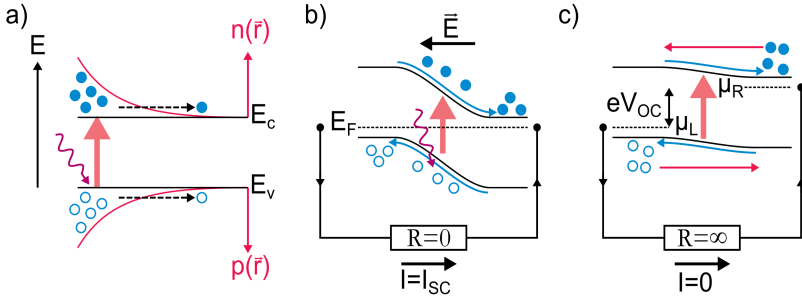 a)
E
n(r⃗)
E_c
E_v
p(r⃗)
b)
E⃗
E_F
R=0
I=I_SC
c)
μ_R
eV_OC
μ_L
R=∞
I=0